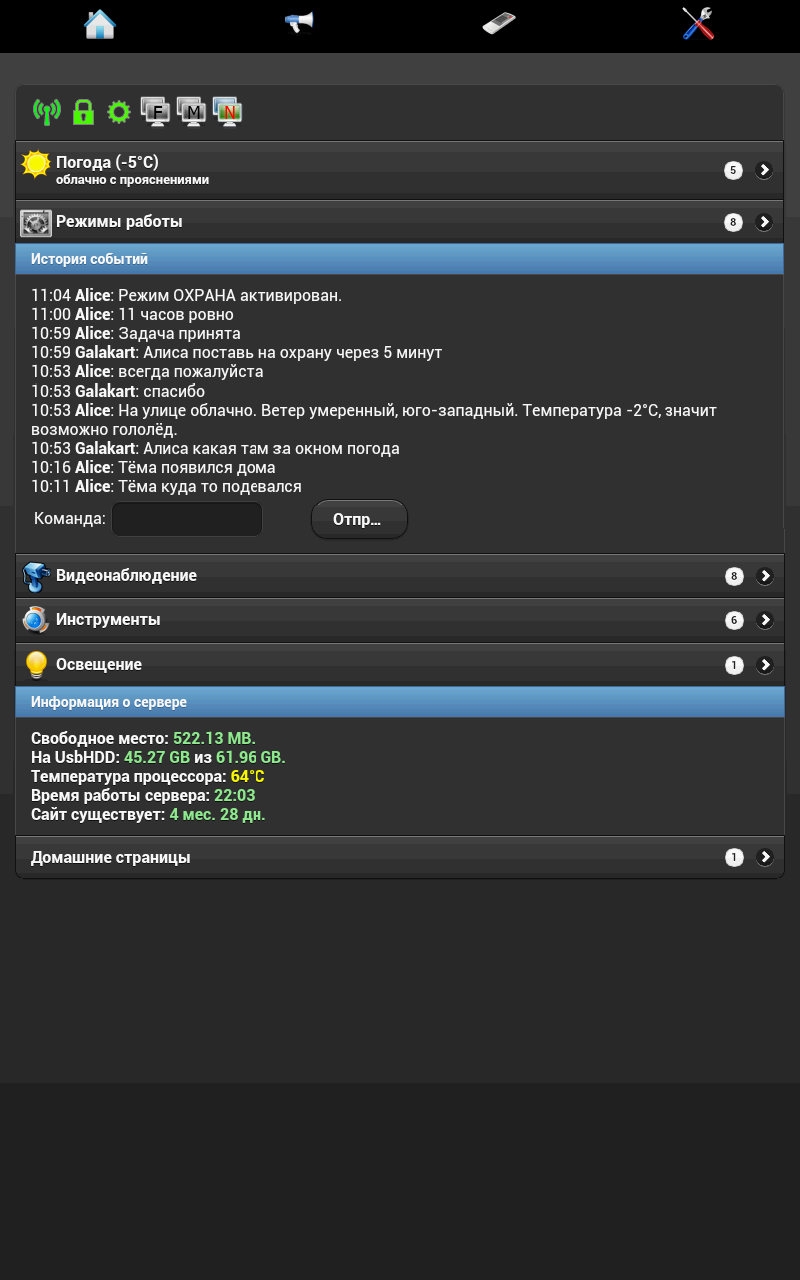 F M N
Погода (-5°C)
облачно с прояснениями
5
Режимы работы
8
История событий
11:04 Alice: Режим ОХРАНА активирован.
11:00 Alice: 11 часов ровно
10:59 Alice: Задача принята
10:59 Galakart: Алиса поставь на охрану через 5 минут
10:53 Alice: всегда пожалуйста
10:53 Galakart: спасибо
10:53 Alice: На улице облачно. Ветер умеренный, юго-западный. Температура -2°C, значит
возможно гололёд.
10:53 Galakart: Алиса какая там за окном погода
10:16 Alice: Тёма появился дома
10:11 Alice: Тёма куда то подевался
Команда: Отпр...
Видеонаблюдение 8
Инструменты 6
Освещение 1
Информация о сервере
Свободное место: 522.13 MB.
На UsbHDD: 45.27 GB из 61.96 GB.
Температура процессора: 64°C
Время работы сервера: 22:03
Сайт существует: 4 мес. 28 дн.
Домашние страницы 1